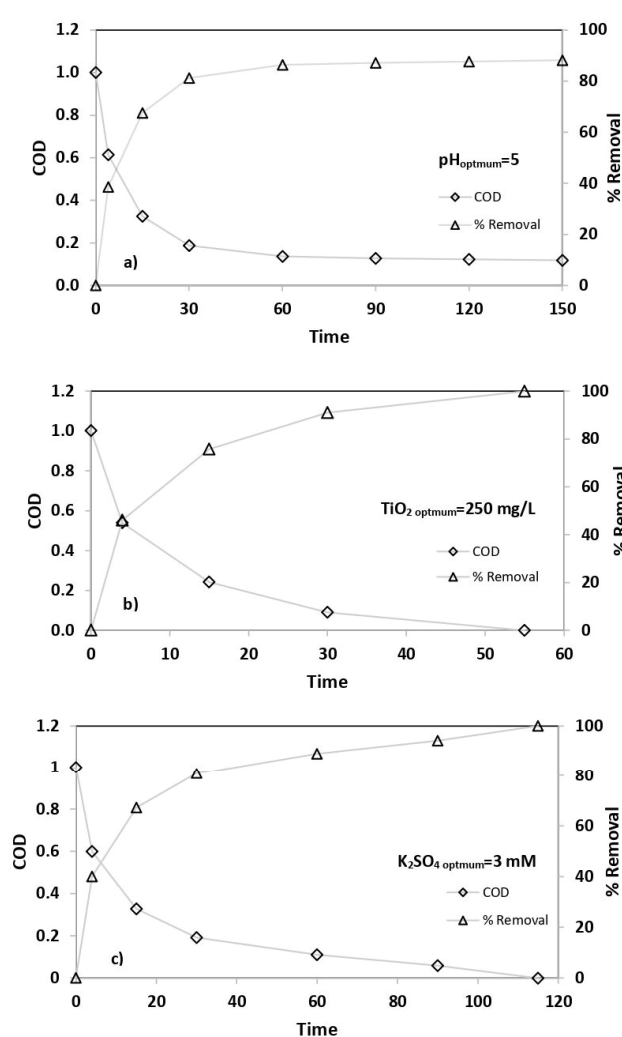 1.2
1.0
0.8
0.6
0.4
0.2
0.0
COD
100
80
60
40
20
0
% Removal
pHoptmum=5
COD
% Removal
a)
0 30 60 90 120 150
Time
1.2
1.0
0.8
0.6
0.4
0.2
0.0
COD
100
80
60
40
20
0
% Removal
TiO2 optmum=250 mg/L
COD
% Removal
b)
0 10 20 30 40 50 60
Time
1.2
1
0.8
0.6
0.4
0.2
0
COD
100
80
60
40
20
0
% Removal
K2SO4 optmum=3 mM
COD
% Removal
c)
0 20 40 60 80 100 120
Time